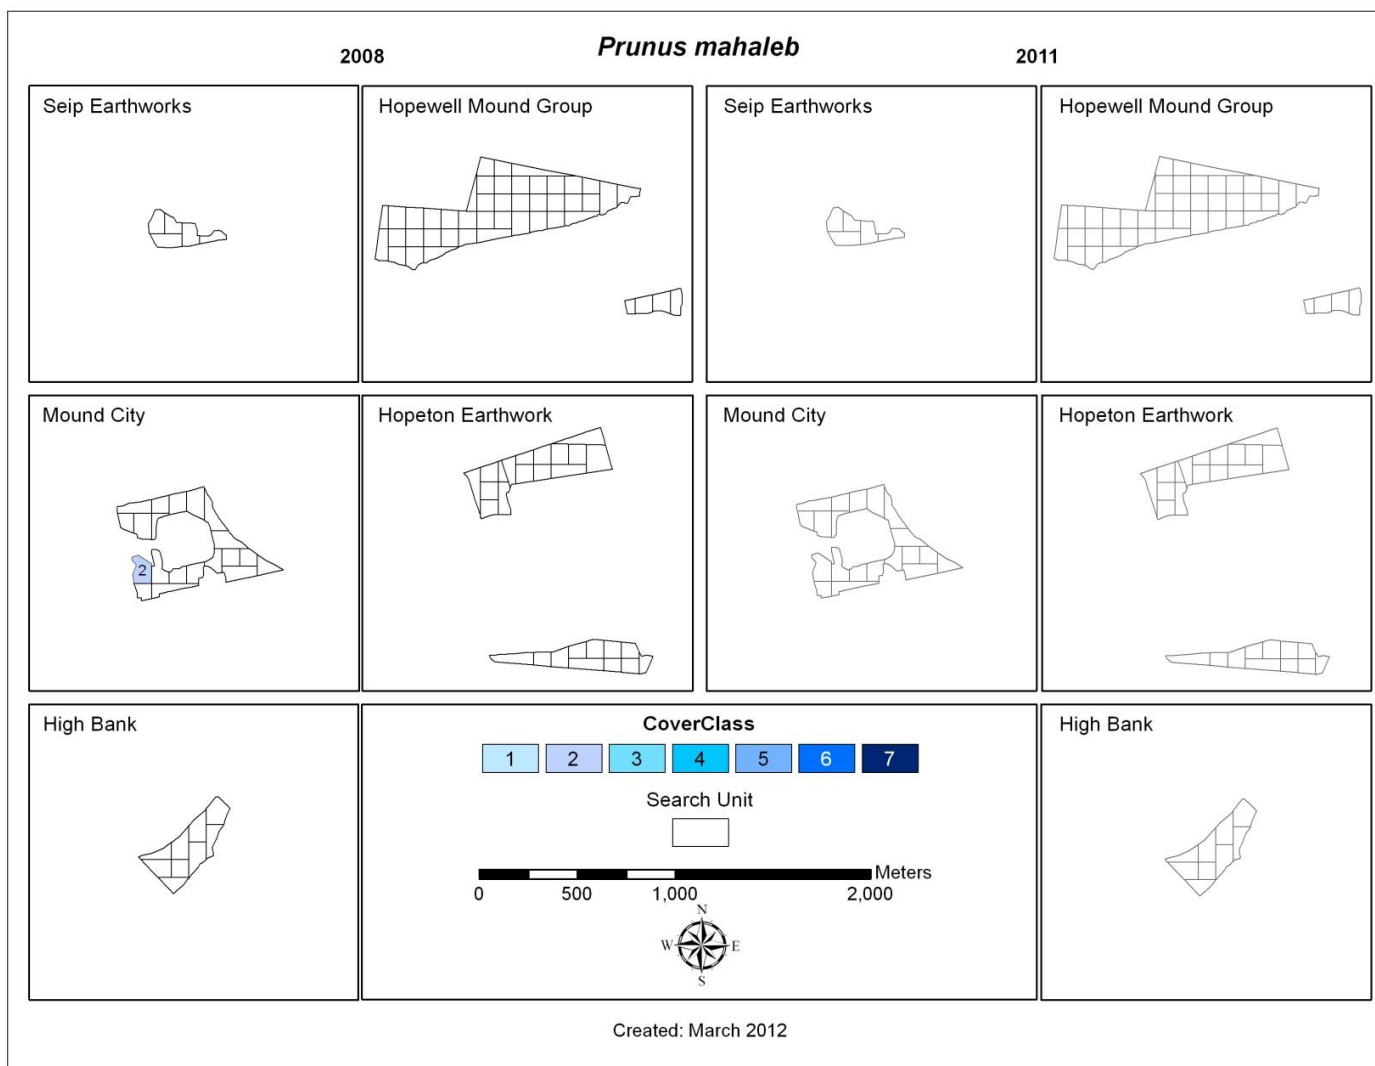 Prunus mahaleb
2008
2011
Seip Earthworks
Hopewell Mound Group
Seip Earthworks
Hopewell Mound Group
Mound City
2
Hopeton Earthwork
Mound City
Hopeton Earthwork
High Bank
CoverClass
1 2 3 4 5 6 7
Search Unit
Meters
0 500 1,000 2,000
N
W E
S
High Bank
Created: March 2012